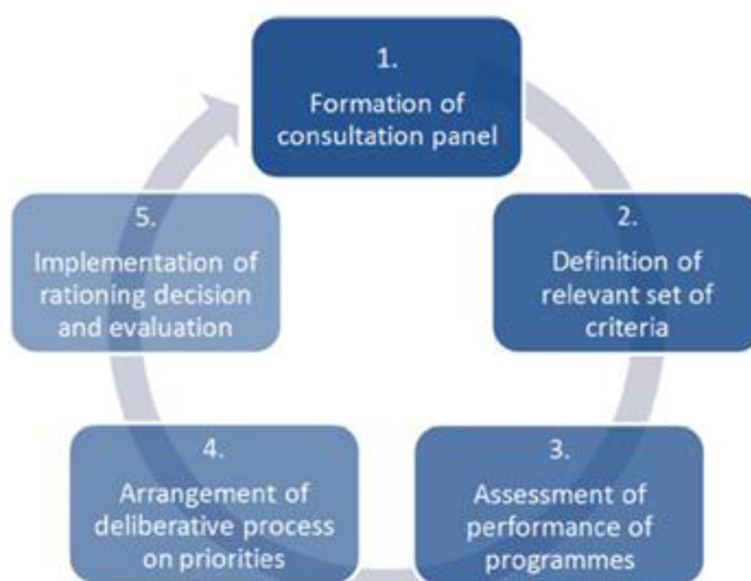 1.
Formation of
consultation panel
2.
Definition of
relevant set of
criteria
3.
Assessment of
performance of
programmes
4.
Arrangement of
deliberative process
on priorities
5.
Implementation of
rationing decision
and evaluation